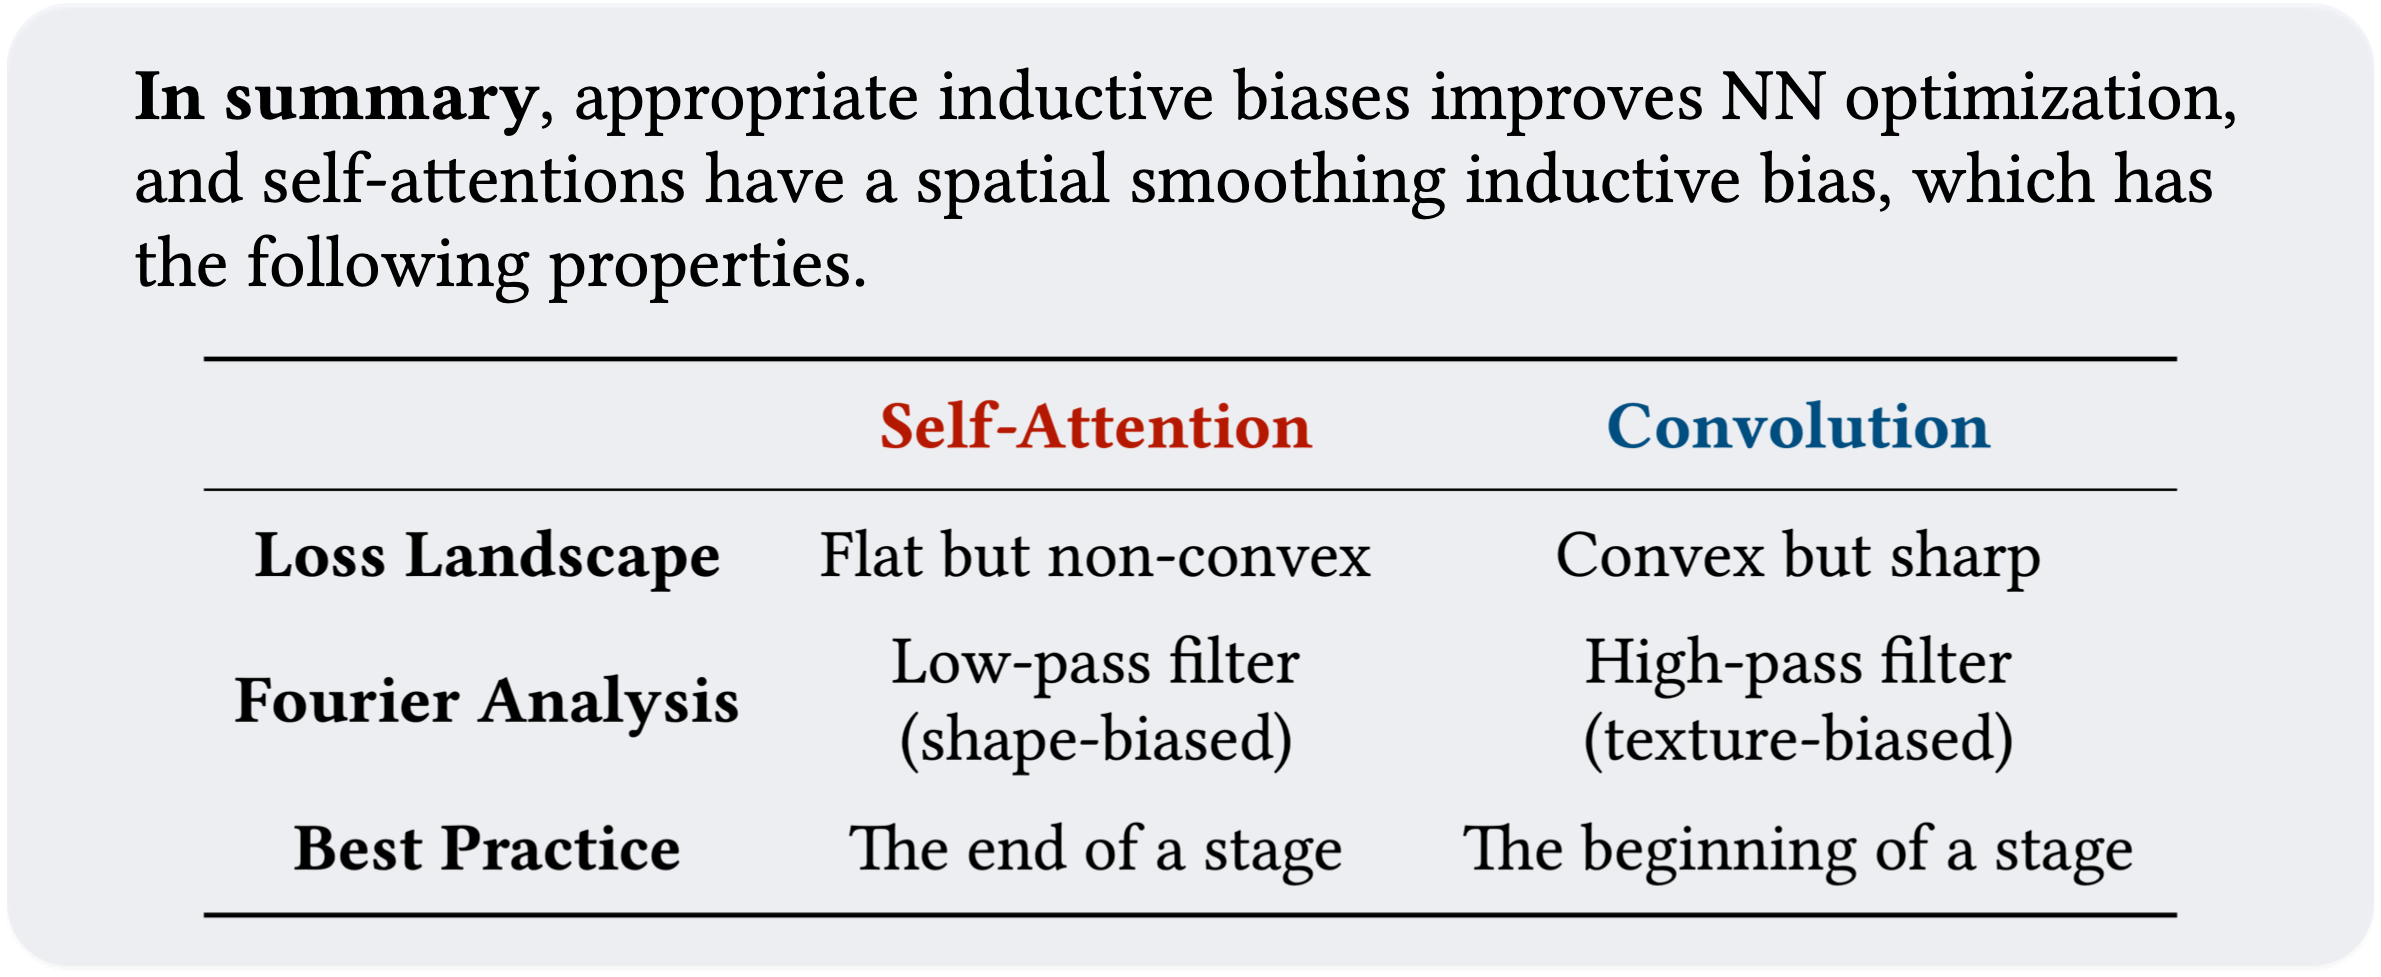 In summary, appropriate inductive biases improves NN optimization,
and self-attentions have a spatial smoothing inductive bias, which has
the following properties.
Self-Attention Convolution
Loss Landscape Flat but non-convex Convex but sharp
Fourier Analysis Low-pass filter (shape-biased) High-pass filter (texture-biased)
Best Practice The end of a stage The beginning of a stage